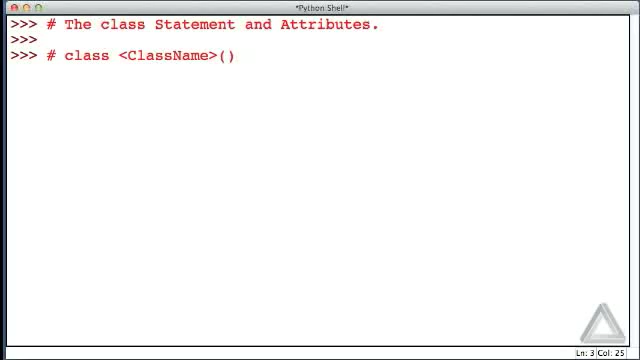 *Python Shell*
>>> # The class Statement and Attributes.
>>>
>>> # class <ClassName>()
Ln: 3 Col: 25